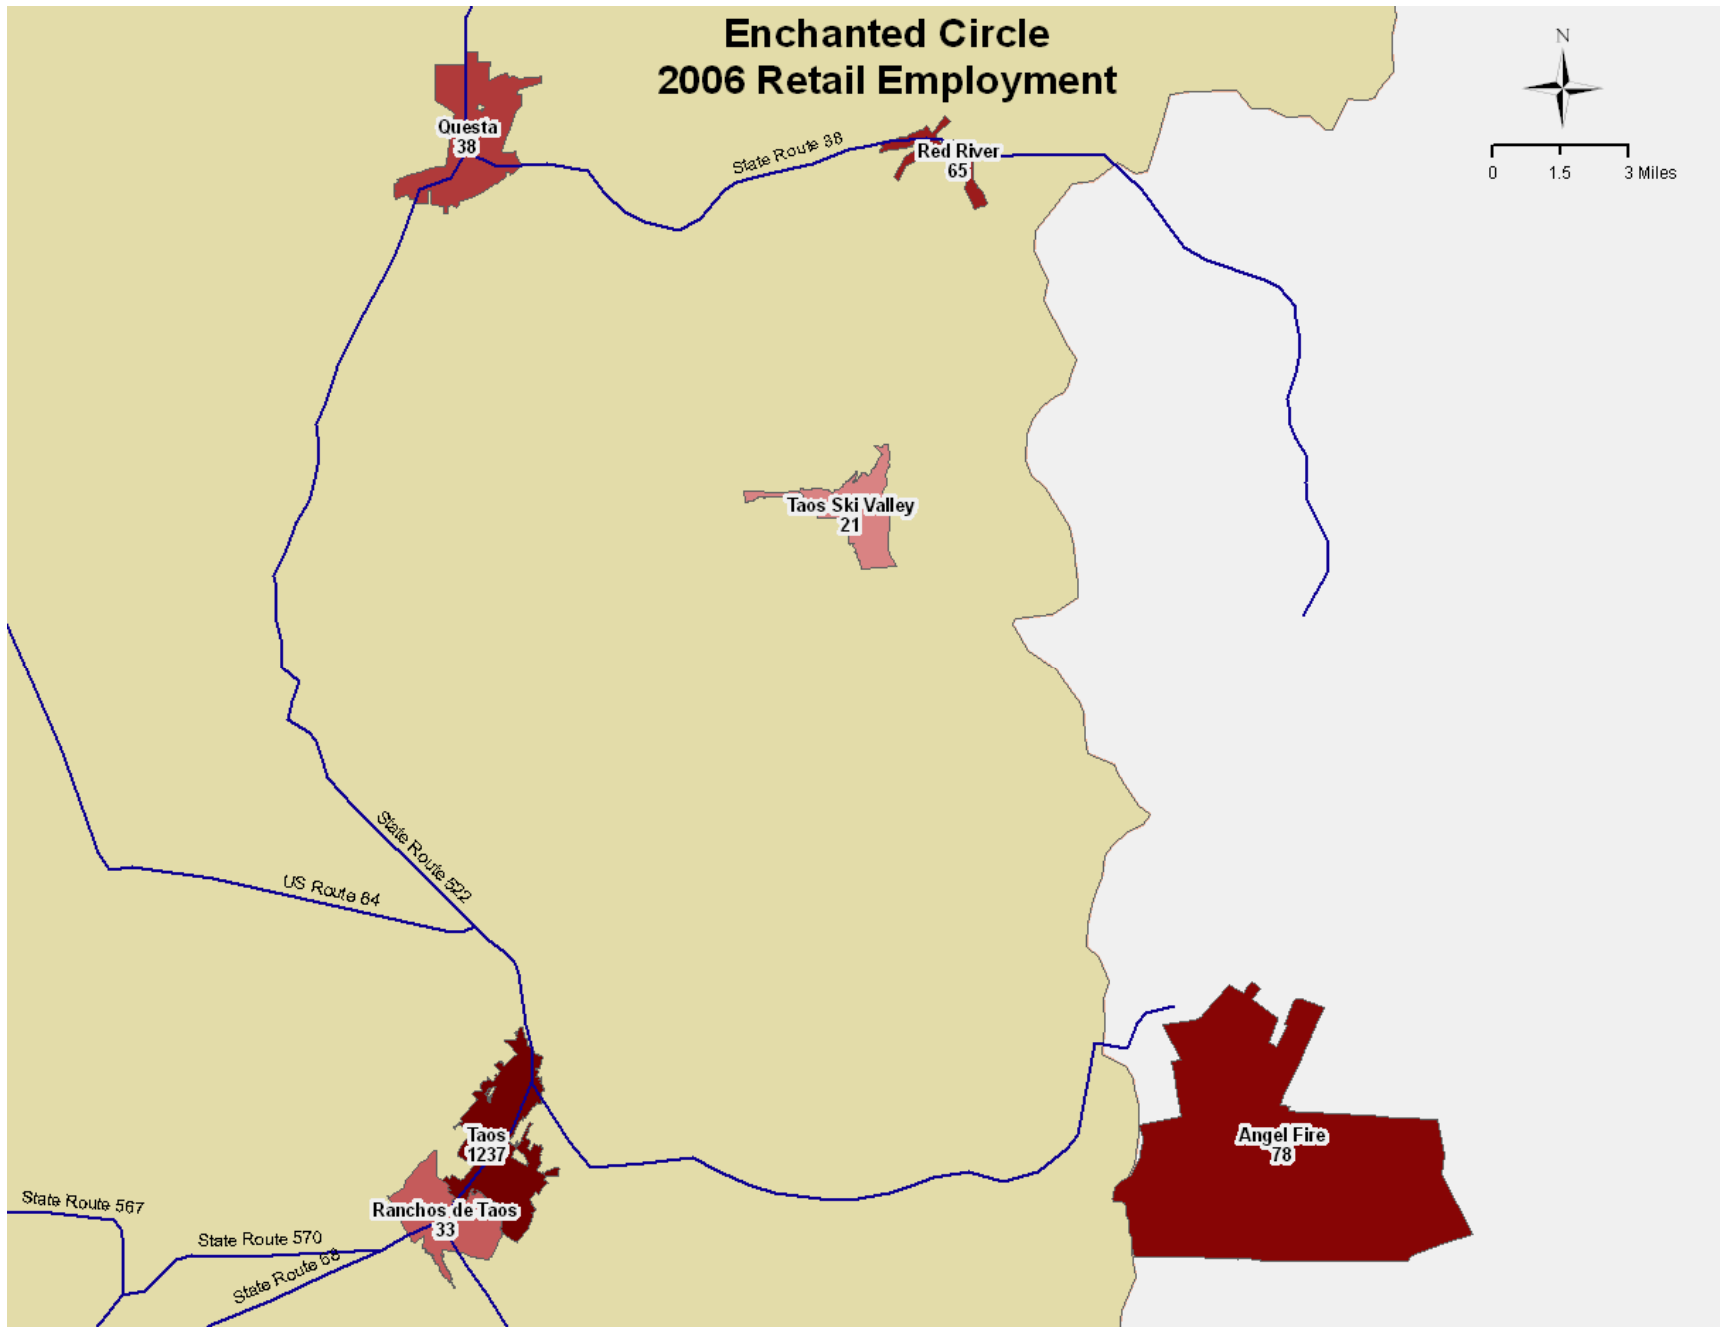 Enchanted Circle
2006 Retail Employment
N
0 1.5 3 Miles
Questa
38
State Route 38
Red River
65
Taos Ski Valley
21
State Route 522
US Route 64
Taos
1237
Angel Fire
78
Ranchos de Taos
33
State Route 567
State Route 570
State Route 68